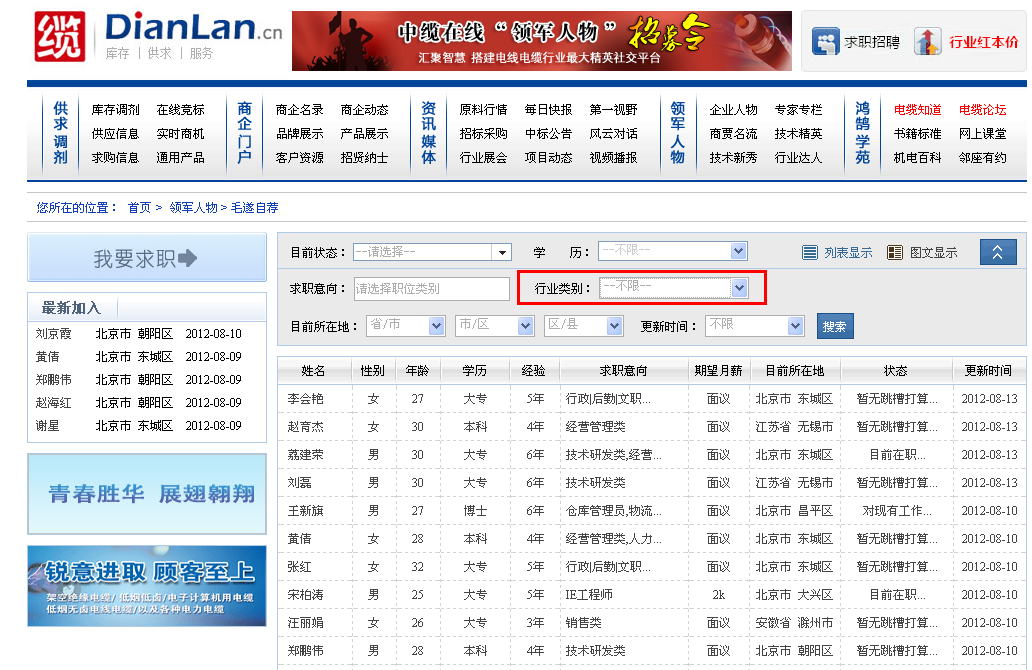 缆 DianLan.cn
库存 | 供求 | 服务
中缆在线“领军人物”招募令
汇聚智慧 搭建电线电缆行业最大精英社交平台
求职招聘 行业红本价
供求调剂 库存调剂 在线竞标 商企门户 商企名录 商企动态 资讯媒体 原料行情 每日快报 第一视野 领军人物 企业人物 专家专栏 鸿鹄学苑 电缆知道 电缆论坛
供应信息 实时商机 品牌展示 产品展示 招标采购 中标公告 风云对话 商贾名流 技术精英 书籍标准 网上课堂
求购信息 通用产品 客户资源 招贤纳士 行业展会 项目动态 视频播报 技术新秀 行业达人 机电百科 邻座有约
您所在的位置： 首页 > 领军人物 > 毛遂自荐
我要求职
最新加入
刘京霞 北京市 朝阳区 2012-08-10
黄倩 北京市 东城区 2012-08-09
郑鹏伟 北京市 朝阳区 2012-08-09
赵海红 北京市 朝阳区 2012-08-09
谢星 北京市 东城区 2012-08-09
青春胜华 展翅翱翔
锐意进取 顾客至上
架空绝缘电缆/ 低烟低卤/电子计算机用电缆
低烟无卤电线电缆/以及各种电力电缆
目前状态： --请选择-- 学 历： --不限-- 列表显示 图文显示
求职意向： 请选择职位类别 行业类别： --不限--
目前所在地： 省/市 市/区 区/县 更新时间： 不限 搜索
姓名 性别 年龄 学历 经验 求职意向 期望月薪 目前所在地 状态 更新时间
李会艳 女 27 大专 5年 行政|后勤|文职... 面议 北京市 东城区 暂无跳槽打算... 2012-08-13
赵育杰 女 30 本科 4年 经营管理类 面议 江苏省 无锡市 暂无跳槽打算... 2012-08-13
荔建荣 男 30 大专 6年 技术研发类,经营... 面议 北京市 东城区 目前在职... 2012-08-13
刘磊 男 30 大专 6年 技术研发类 面议 江苏省 无锡市 暂无跳槽打算... 2012-08-13
王新旗 男 27 博士 6年 仓库管理员,物流... 面议 北京市 昌平区 对现有工作... 2012-08-10
黄倩 女 28 本科 4年 经营管理类,人力... 面议 北京市 东城区 暂无跳槽打算... 2012-08-10
张红 女 32 大专 5年 行政|后勤|文职... 面议 北京市 东城区 暂无跳槽打算... 2012-08-10
宋柏涛 男 25 大专 5年 IE工程师 2k 北京市 大兴区 目前在职... 2012-08-10
汪丽娟 女 26 大专 3年 销售类 面议 安徽省 滁州市 暂无跳槽打算... 2012-08-10
郑鹏伟 男 28 本科 4年 技术研发类 面议 北京市 朝阳区 暂无跳槽打算... 2012-08-10